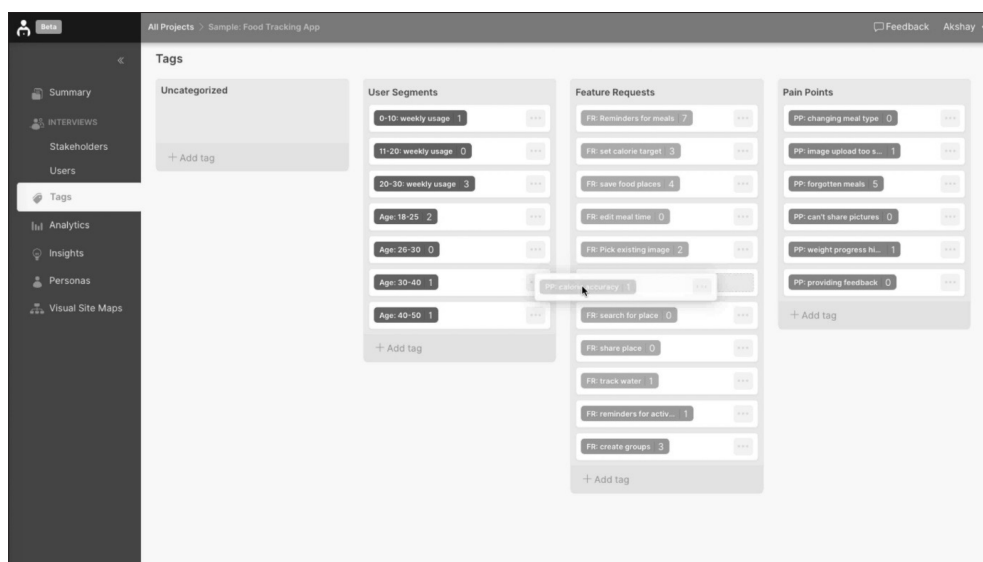 Beta
All Projects > Sample: Food Tracking App
Feedback
Akshay
«
Summary
INTERVIEWS
Stakeholders
Users
Tags
Analytics
Insights
Personas
Visual Site Maps
Tags
Uncategorized
+ Add tag
User Segments
0-10: weekly usage 1
11-20: weekly usage 0
20-30: weekly usage 3
Age: 18-25 2
Age: 26-30 0
Age: 30-40 1
Age: 40-50 1
+ Add tag
Feature Requests
FR: Reminders for meals 7
FR: set calorie target 3
FR: save food places 4
FR: edit meal time 0
FR: Pick existing image 2
PP: calorie accuracy 1
FR: search for place 0
FR: share place 0
FR: track water 1
FR: reminders for activ... 1
FR: create groups 3
+ Add tag
Pain Points
PP: changing meal type 0
PP: image upload too s... 1
PP: forgotten meals 5
PP: can't share pictures 0
PP: weight progress hi... 1
PP: providing feedback 0
+ Add tag